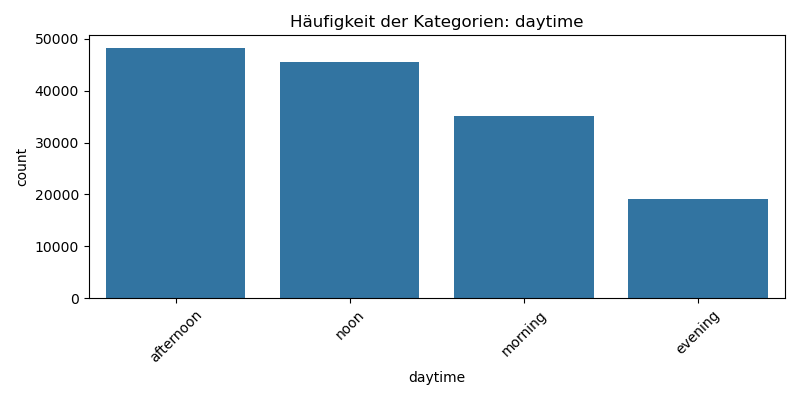 Häufigkeit der Kategorien: daytime
50000
40000
30000
20000
10000
0
count
afternoon
noon
morning
evening
daytime